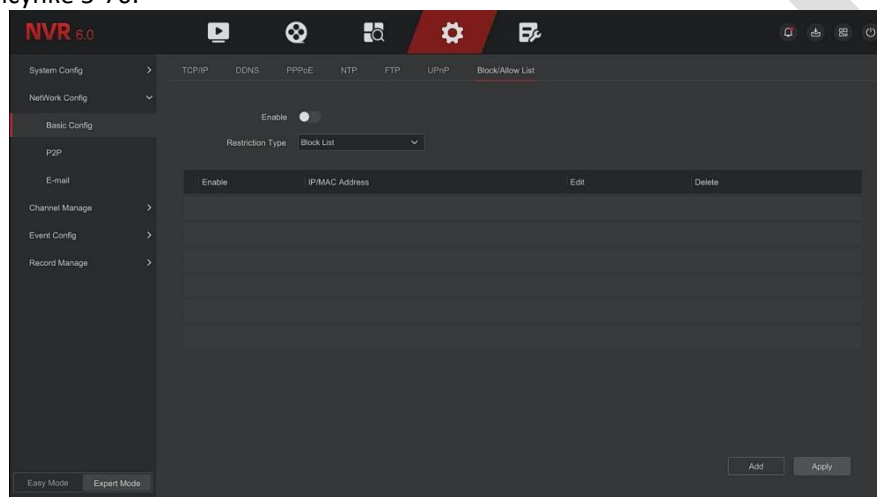 NVR 6.0
System Config
TCP/IP DDNS PPPoE NTP FTP UPnP Block/Allow List
NetWork Config
Basic Config
P2P
E-mail
Channel Manage
Event Config
Record Manage
Enable
Restriction Type Block List
Enable IP/MAC Address Edit Delete
Add Apply
Easy Mode Expert Mode